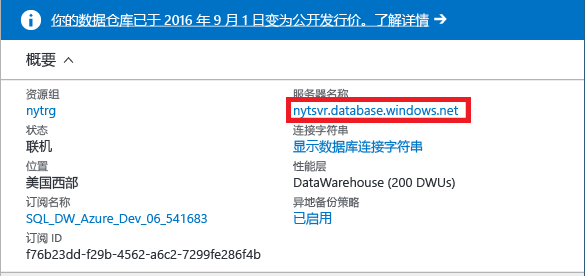 你的数据仓库已于 2016 年 9 月 1 日变为公开发行价。了解详情 →
概要
资源组
nytrg
状态
联机
位置
美国西部
订阅名称
SQL_DW_Azure_Dev_06_541683
订阅 ID
f76b23dd-f29b-4562-a6c2-7299fe286f4b
服务器名称
nytsvr.database.windows.net
连接字符串
显示数据库连接字符串
性能层
DataWarehouse (200 DWUs)
异地备份策略
已启用